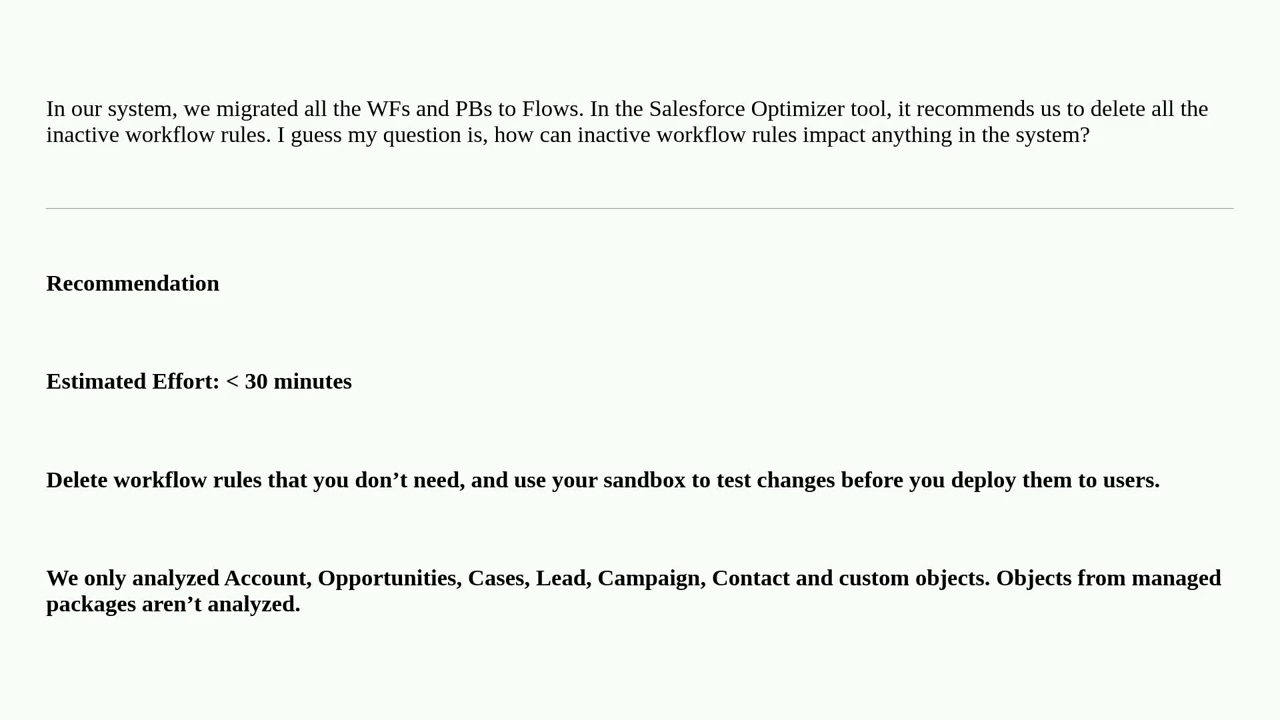 In our system, we migrated all the WFs and PBs to Flows. In the Salesforce Optimizer tool, it recommends us to delete all the
inactive workflow rules. I guess my question is, how can inactive workflow rules impact anything in the system?
Recommendation
Estimated Effort: < 30 minutes
Delete workflow rules that you don’t need, and use your sandbox to test changes before you deploy them to users.
We only analyzed Account, Opportunities, Cases, Lead, Campaign, Contact and custom objects. Objects from managed
packages aren’t analyzed.